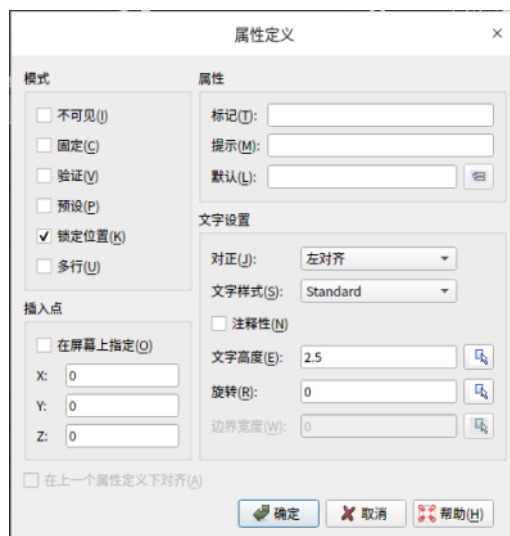 属性定义
模式
不可见(I)
固定(C)
验证(V)
预设(P)
锁定位置(K)
多行(U)
插入点
在屏幕上指定(O)
X: 0
Y: 0
Z: 0
属性
标记(T):
提示(M):
默认(L):
文字设置
对正(J): 左对齐
文字样式(S): Standard
注释性(N)
文字高度(E): 2.5
旋转(R): 0
边界宽度(W): 0
在上一个属性定义下对齐(A)
确定 取消 帮助(H)